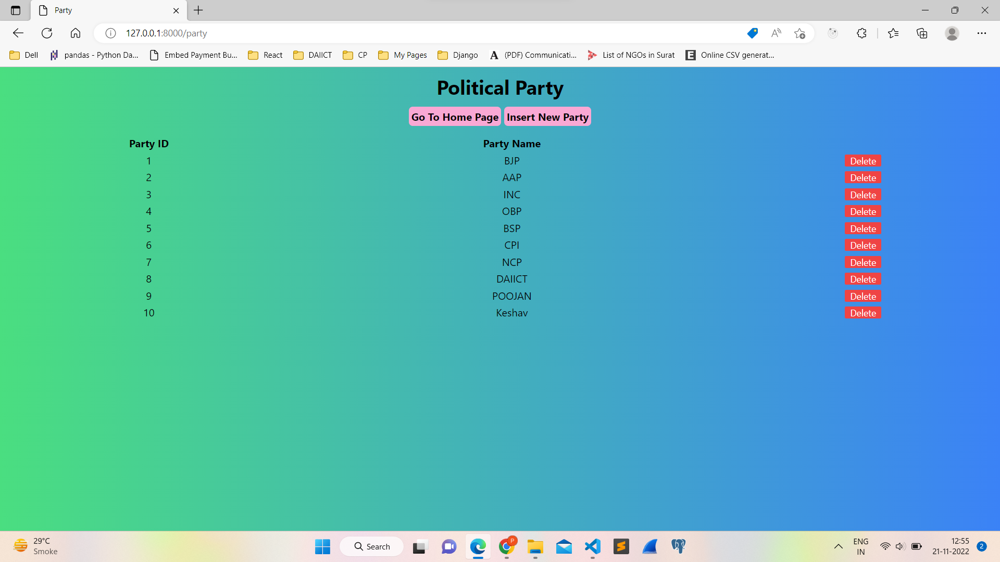 Party
127.0.0.1:8000/party
Dell pandas - Python Da... Embed Payment Bu... React DAIICT CP My Pages Django (PDF) Communicati... List of NGOs in Surat Online CSV generat...
Political Party
Go To Home Page Insert New Party
Party ID Party Name
1 BJP Delete
2 AAP Delete
3 INC Delete
4 OBP Delete
5 BSP Delete
6 CPI Delete
7 NCP Delete
8 DAIICT Delete
9 POOJAN Delete
10 Keshav Delete
29°C
Smoke
Search
P
ENG
IN
12:55
21-11-2022
2